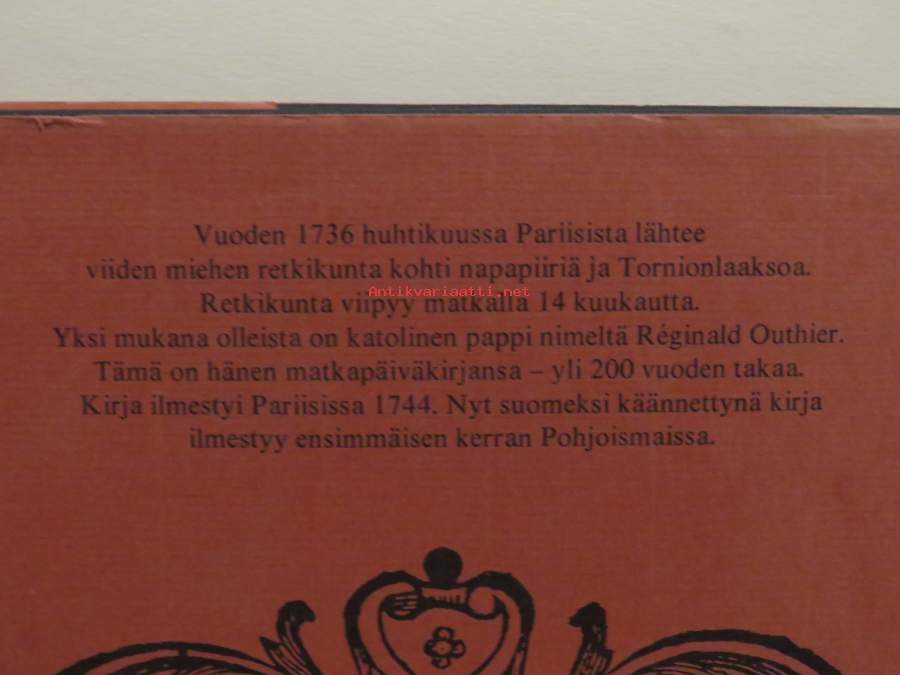 Vuoden 1736 huhtikuussa Pariisista lähtee
viiden miehen retkikunta kohti napapiiriä ja Tornionlaaksoa.
Antikvariaatti.net
Retkikunta viipyy matkalla 14 kuukautta.
Yksi mukana olleista on katolinen pappi nimeltä Réginald Outhier.
Tämä on hänen matkapäiväkirjansa – yli 200 vuoden takaa.
Kirja ilmestyi Pariisissa 1744. Nyt suomeksi käännettynä kirja
ilmestyy ensimmäisen kerran Pohjoismaissa.